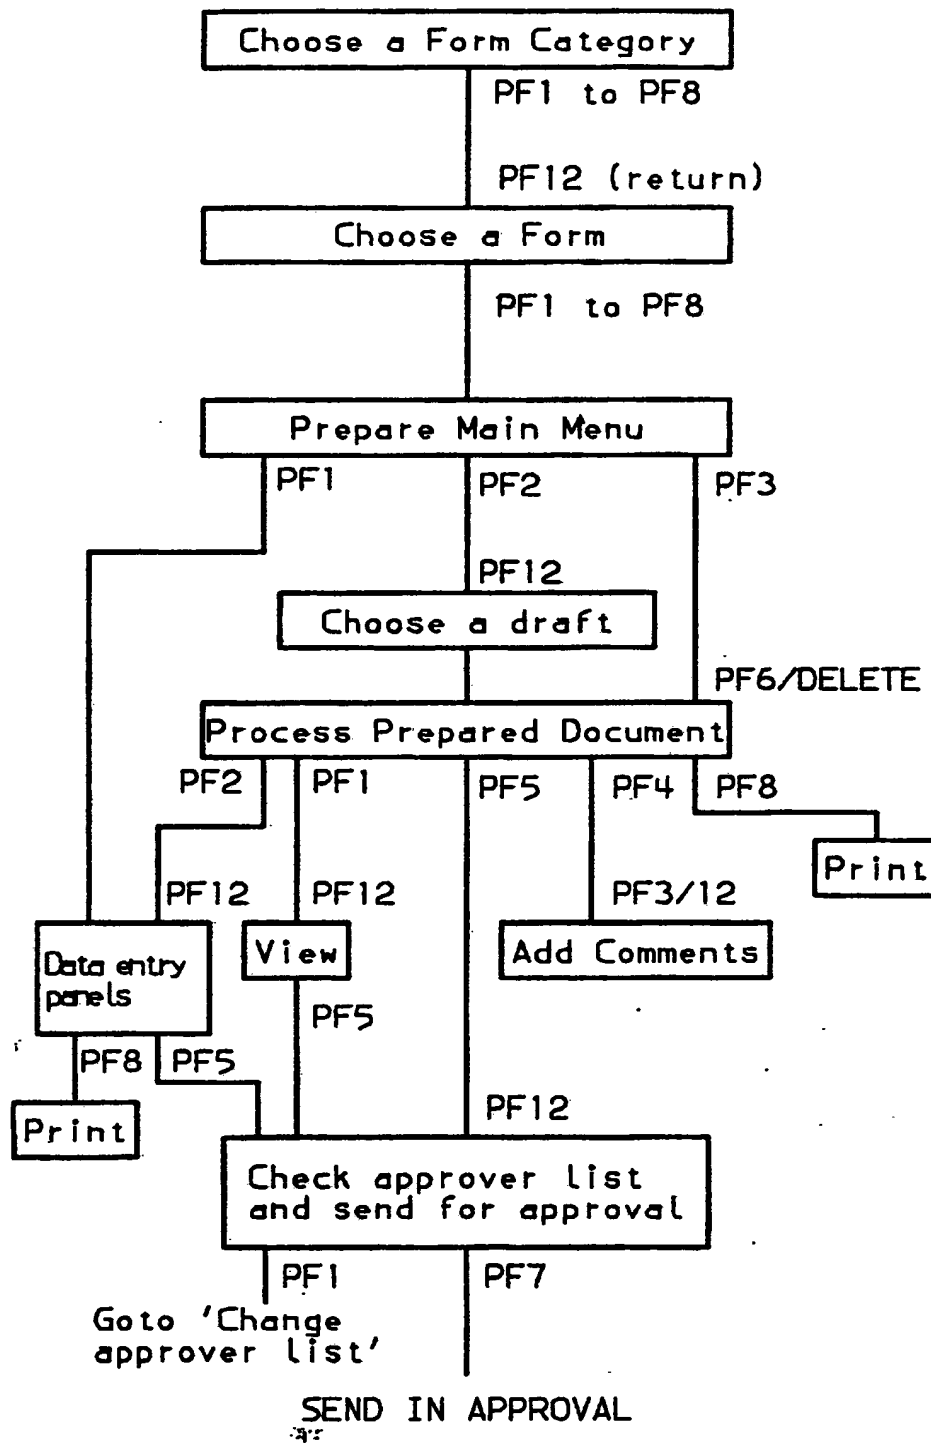 Choose a Form Category
PF1 to PF8
PF12 (return)
Choose a Form
PF1 to PF8
Prepare Main Menu
PF1
PF2
PF3
PF12
Choose a draft
PF6/DELETE
Process Prepared Document
PF2
PF1
PF5
PF4
PF8
Print
PF12
PF12
PF3/12
Data entry
panels
View
Add Comments
PF5
PF8
PF5
PF12
Print
Check approver list
and send for approval
PF1
PF7
Goto 'Change
approver list'
SEND IN APPROVAL